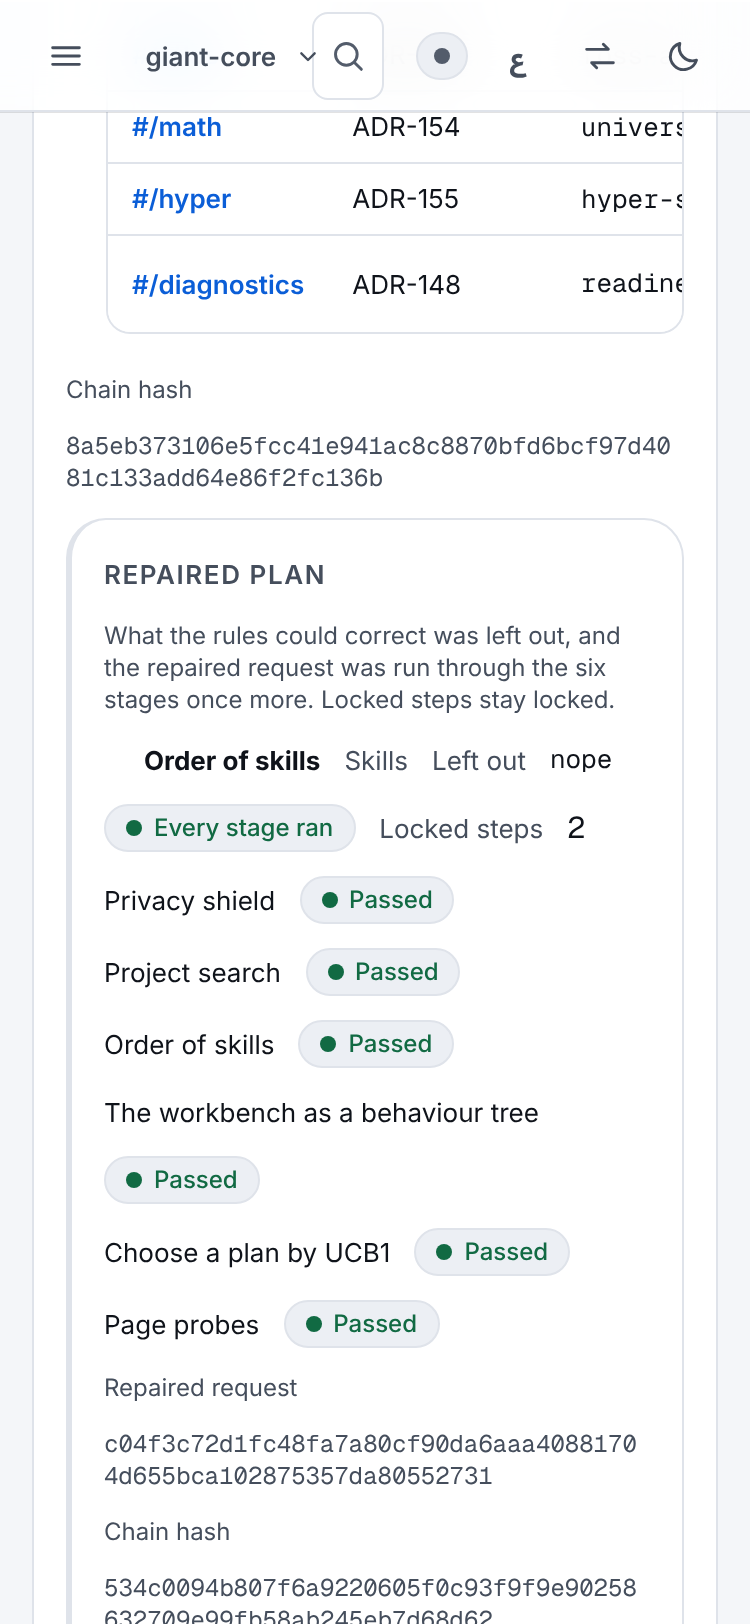 giant-core
ع
#/math ADR-154 univers
#/hyper ADR-155 hyper-s
#/diagnostics ADR-148 readine
Chain hash
8a5eb373106e5fcc41e941ac8c8870bfd6bcf97d40
81c133add64e86f2fc136b
REPAIRED PLAN
What the rules could correct was left out, and
the repaired request was run through the six
stages once more. Locked steps stay locked.
Order of skills Skills Left out nope
Every stage ran Locked steps 2
Privacy shield Passed
Project search Passed
Order of skills Passed
The workbench as a behaviour tree
Passed
Choose a plan by UCB1 Passed
Page probes Passed
Repaired request
c04f3c72d1fc48fa7a80cf90da6aaa4088170
4d655bca102875357da80552731
Chain hash
534c0094b807f6a9220605f0c93f9f9e90258
632709e99fb58ab245eb7d68d62